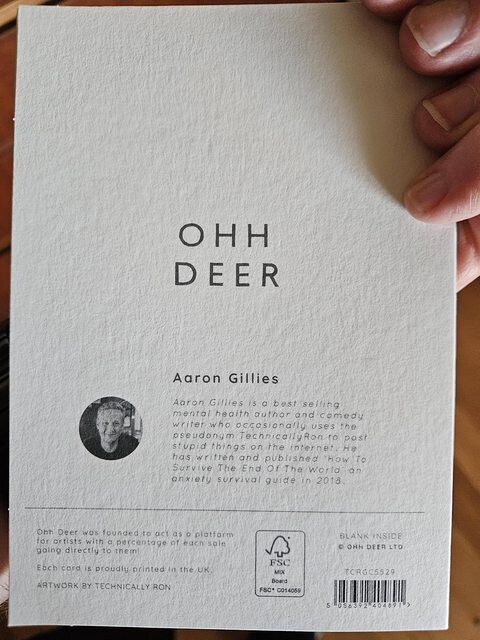 OHH
DEER
Aaron Gillies
Aaron Gillies is a best selling
mental health author and comedy
writer who occasionally uses the
pseudonym TechnicallyRon to post
stupid things on the internet. He
has written and published 'How To
Survive The End Of The World' an
anxiety survival guide in 2018.
Ohh Deer was founded to act as a platform
for artists with a percentage of each sale
going directly to them!
Each card is proudly printed in the UK.
ARTWORK BY TECHNICALLY RON
FSC
MIX
Board
FSC® C014059
BLANK INSIDE
© OHH DEER LTD
TCRGC5529
5 056392 404691 >